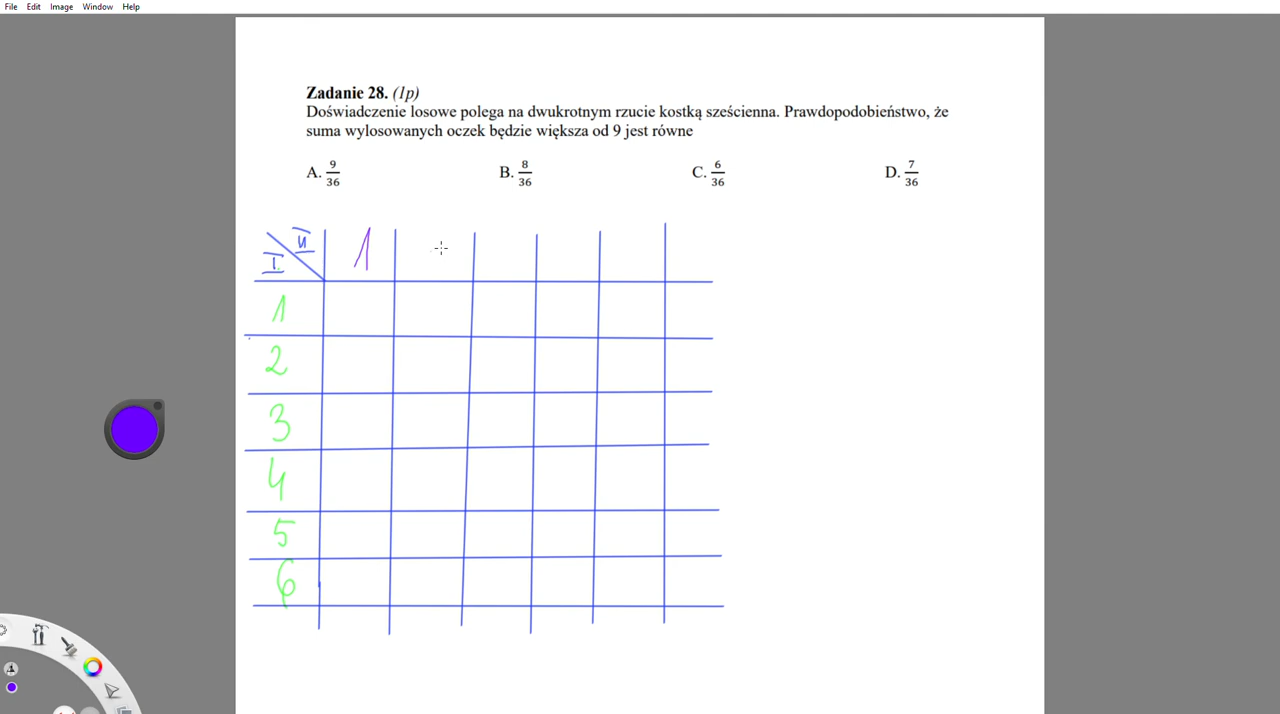 File Edit Image Window Help
Zadanie 28. (1p)
Doświadczenie losowe polega na dwukrotnym rzucie kostką sześcienna. Prawdopodobieństwo, że
suma wylosowanych oczek będzie większa od 9 jest równe
A. 9/36 B. 8/36 C. 6/36 D. 7/36
I II 1
1
2
3
4
5
6